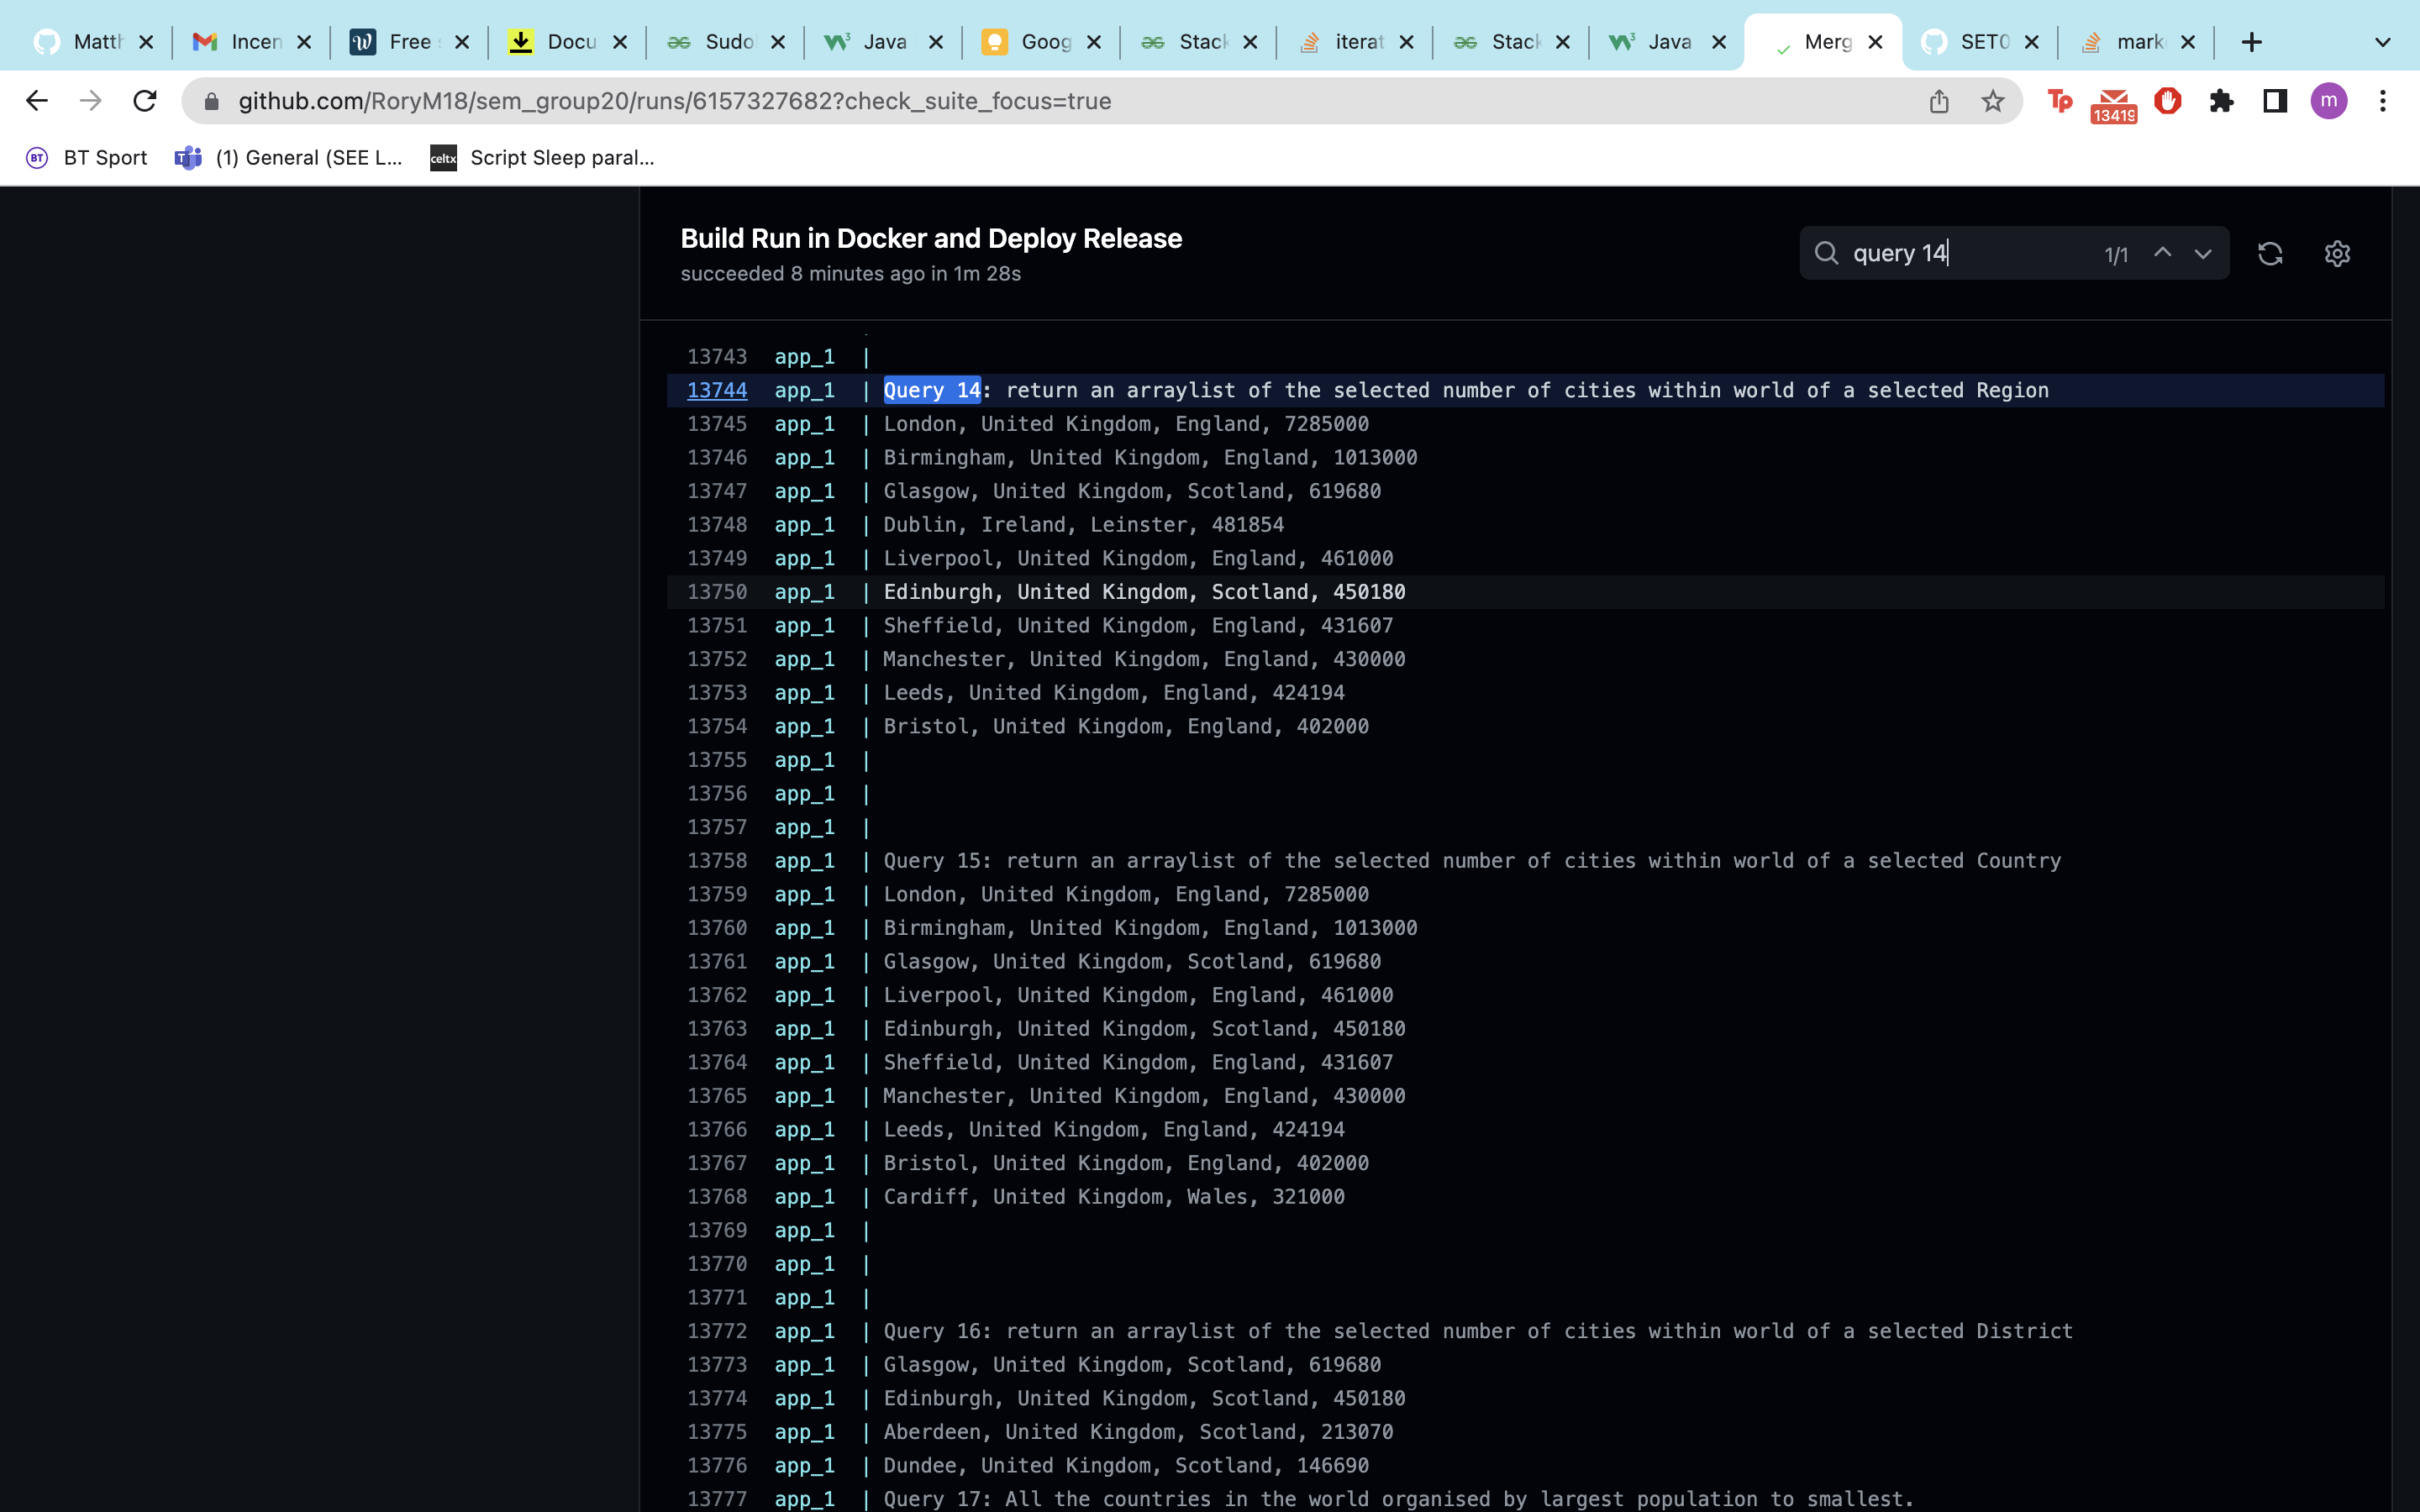 Matth Incen Free Docu Sudo Java Goog Stack iterat Stack Java Merg SET0 mark
github.com/RoryM18/sem_group20/runs/6157327682?check_suite_focus=true
Tp 13419 m
BT BT Sport (1) General (SEE L... celtx Script Sleep paral...
Build Run in Docker and Deploy Release
succeeded 8 minutes ago in 1m 28s
query 14 1/1
13743 app_1 |
13744 app_1 | Query 14: return an arraylist of the selected number of cities within world of a selected Region
13745 app_1 | London, United Kingdom, England, 7285000
13746 app_1 | Birmingham, United Kingdom, England, 1013000
13747 app_1 | Glasgow, United Kingdom, Scotland, 619680
13748 app_1 | Dublin, Ireland, Leinster, 481854
13749 app_1 | Liverpool, United Kingdom, England, 461000
13750 app_1 | Edinburgh, United Kingdom, Scotland, 450180
13751 app_1 | Sheffield, United Kingdom, England, 431607
13752 app_1 | Manchester, United Kingdom, England, 430000
13753 app_1 | Leeds, United Kingdom, England, 424194
13754 app_1 | Bristol, United Kingdom, England, 402000
13755 app_1 |
13756 app_1 |
13757 app_1 |
13758 app_1 | Query 15: return an arraylist of the selected number of cities within world of a selected Country
13759 app_1 | London, United Kingdom, England, 7285000
13760 app_1 | Birmingham, United Kingdom, England, 1013000
13761 app_1 | Glasgow, United Kingdom, Scotland, 619680
13762 app_1 | Liverpool, United Kingdom, England, 461000
13763 app_1 | Edinburgh, United Kingdom, Scotland, 450180
13764 app_1 | Sheffield, United Kingdom, England, 431607
13765 app_1 | Manchester, United Kingdom, England, 430000
13766 app_1 | Leeds, United Kingdom, England, 424194
13767 app_1 | Bristol, United Kingdom, England, 402000
13768 app_1 | Cardiff, United Kingdom, Wales, 321000
13769 app_1 |
13770 app_1 |
13771 app_1 |
13772 app_1 | Query 16: return an arraylist of the selected number of cities within world of a selected District
13773 app_1 | Glasgow, United Kingdom, Scotland, 619680
13774 app_1 | Edinburgh, United Kingdom, Scotland, 450180
13775 app_1 | Aberdeen, United Kingdom, Scotland, 213070
13776 app_1 | Dundee, United Kingdom, Scotland, 146690
13777 app_1 | Query 17: All the countries in the world organised by largest population to smallest.